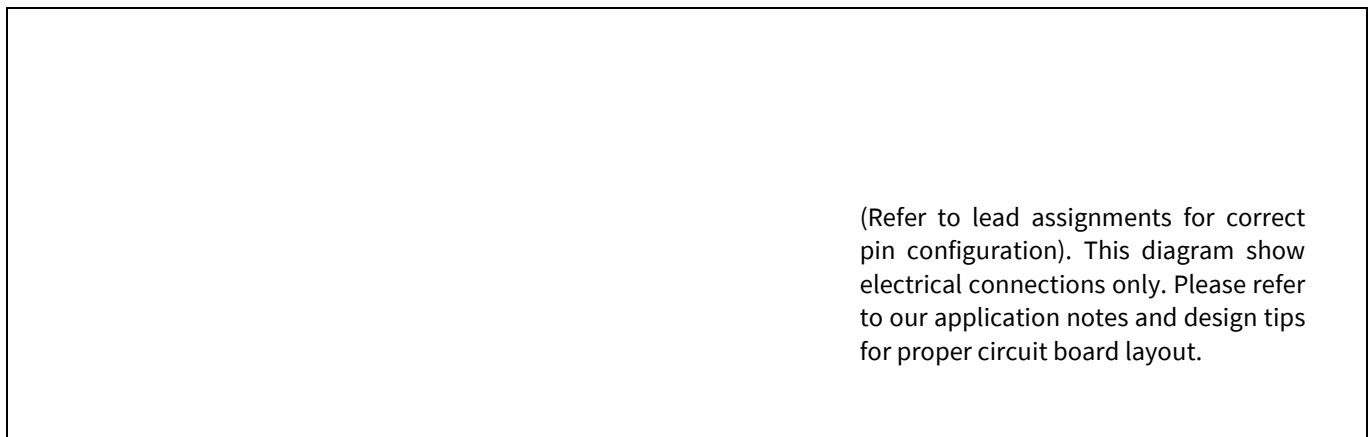 (Refer to lead assignments for correct
pin configuration). This diagram show
electrical connections only. Please refer
to our application notes and design tips
for proper circuit board layout.